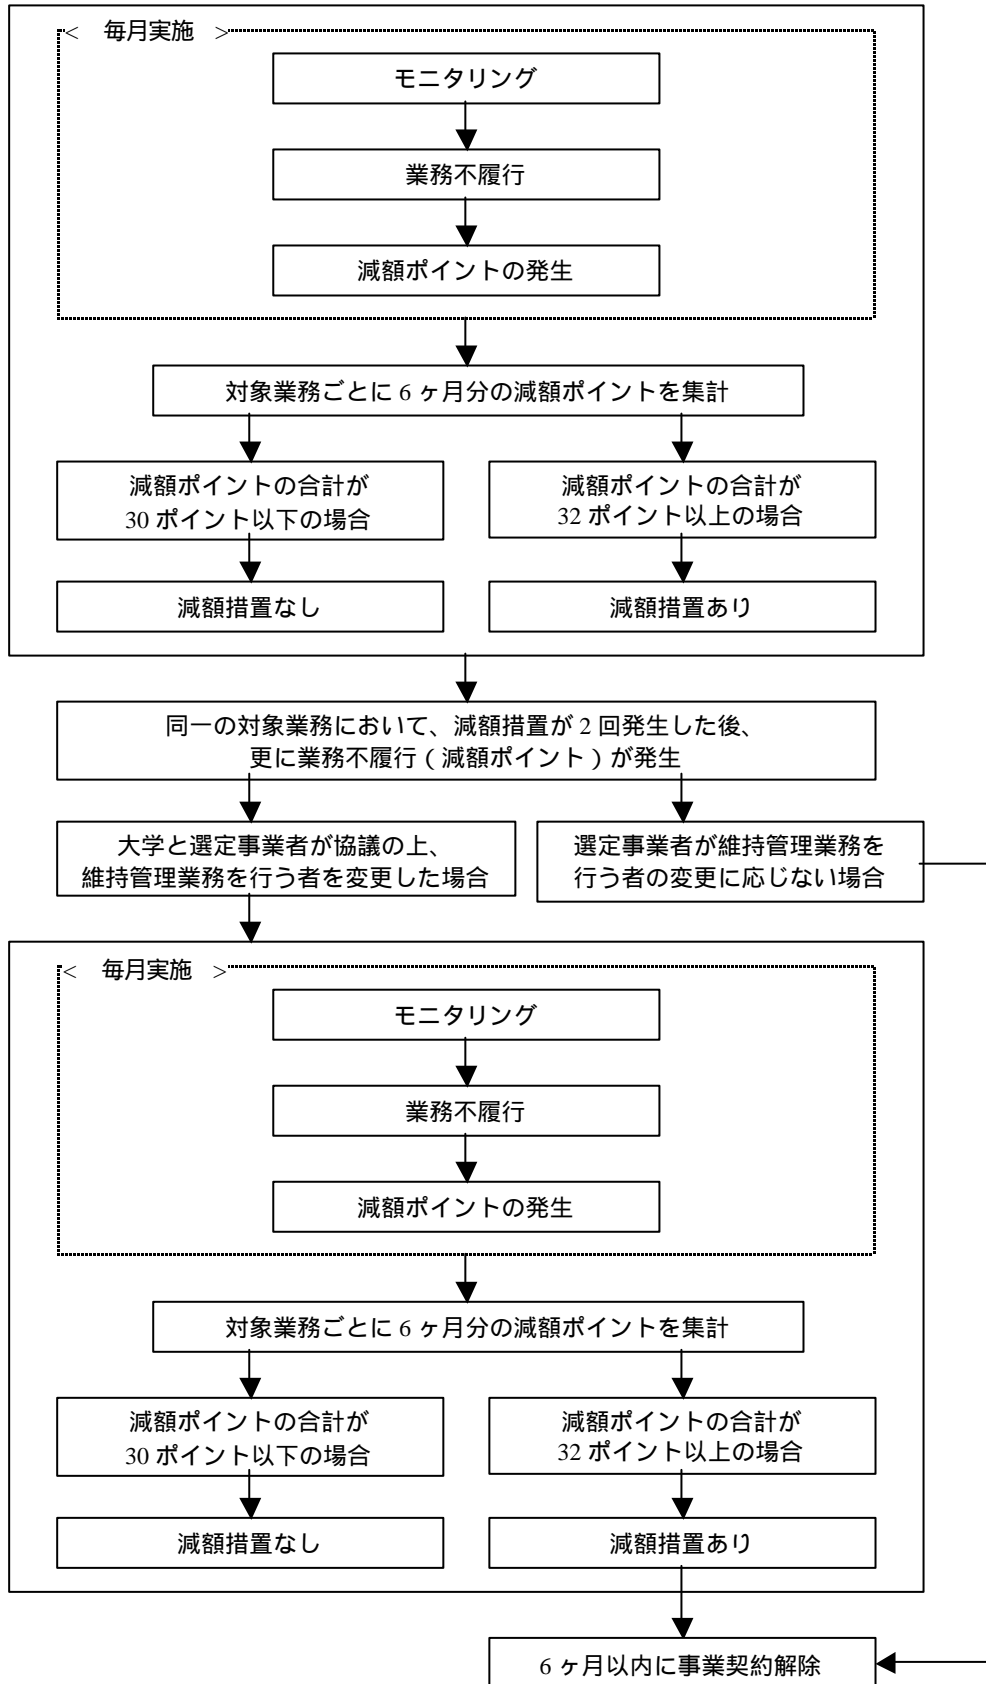 < 毎月実施 >
モニタリング
業務不履行
減額ポイントの発生
対象業務ごとに 6 ヶ月分の減額ポイントを集計
減額ポイントの合計が
30 ポイント以下の場合
減額ポイントの合計が
32 ポイント以上の場合
減額措置なし
減額措置あり
同一の対象業務において、減額措置が 2 回発生した後、
更に業務不履行(減額ポイント)が発生
大学と選定事業者が協議の上、
維持管理業務を行う者を変更した場合
選定事業者が維持管理業務を
行う者の変更に応じない場合
< 毎月実施 >
モニタリング
業務不履行
減額ポイントの発生
対象業務ごとに 6 ヶ月分の減額ポイントを集計
減額ポイントの合計が
30 ポイント以下の場合
減額ポイントの合計が
32 ポイント以上の場合
減額措置なし
減額措置あり
6 ヶ月以内に事業契約解除